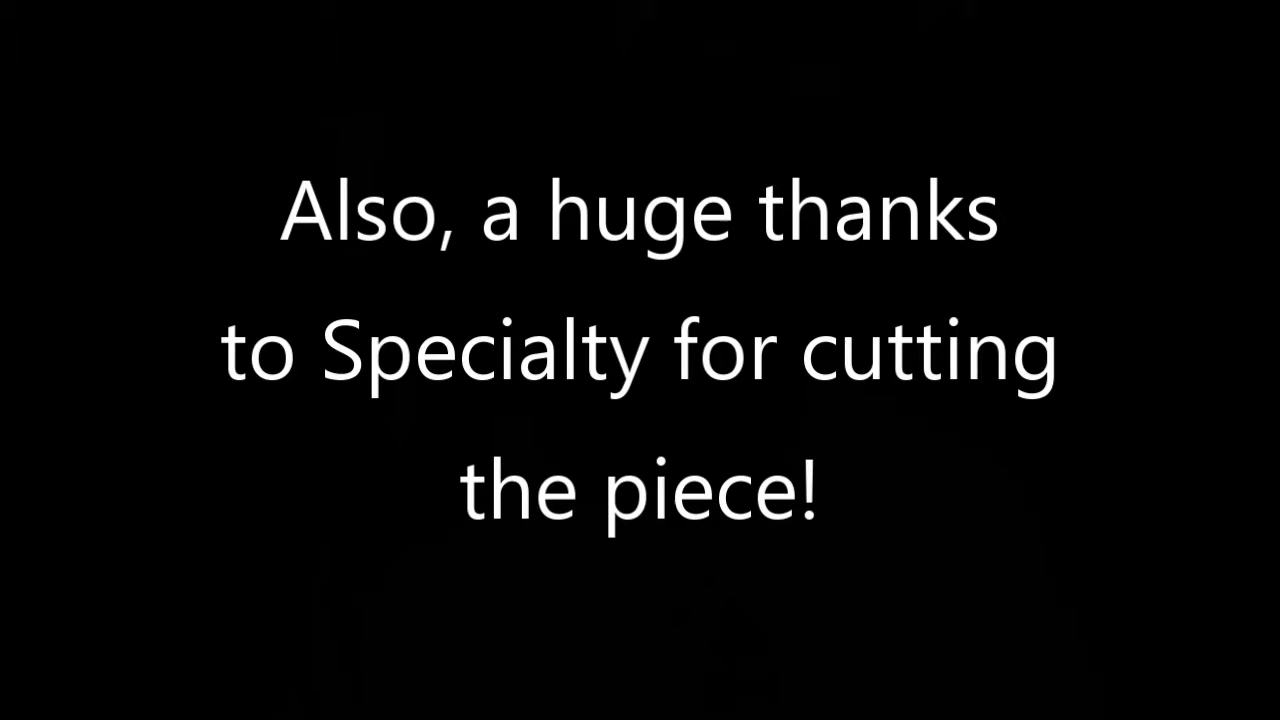 Also, a huge thanks
to Specialty for cutting
the piece!